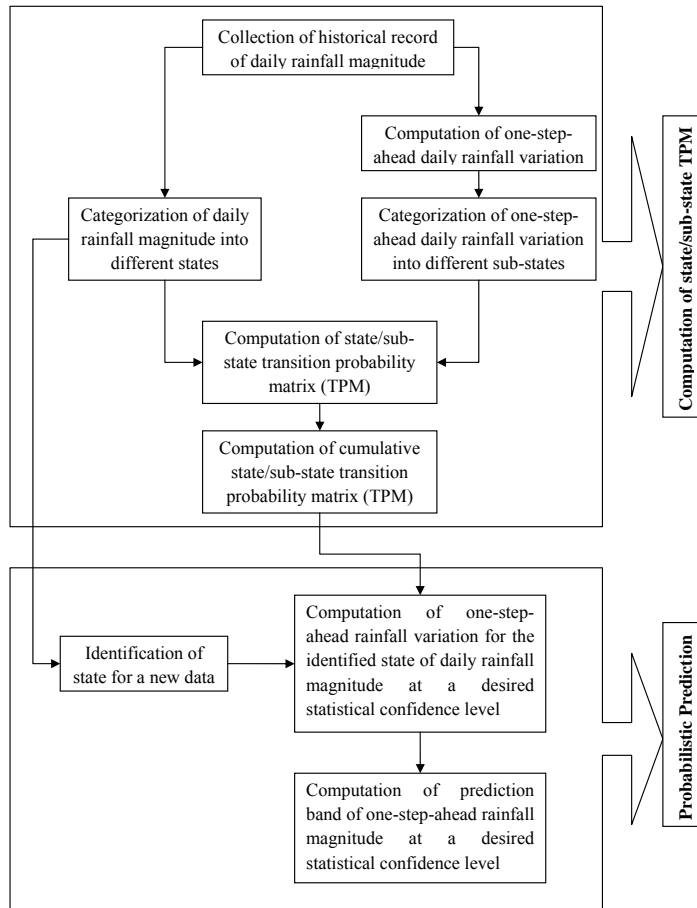 Collection of historical record
of daily rainfall magnitude
Computation of one-step-
ahead daily rainfall variation
Categorization of daily
rainfall magnitude into
different states
Categorization of one-step-
ahead daily rainfall variation
into different sub-states
Computation of state/sub-
state transition probability
matrix (TPM)
Computation of cumulative
state/sub-state transition
probability matrix (TPM)
Computation of state/sub-state TPM
Identification of
state for a new data
Computation of one-step-
ahead rainfall variation for the
identified state of daily rainfall
magnitude at a desired
statistical confidence level
Computation of prediction
band of one-step-ahead rainfall
magnitude at a desired
statistical confidence level
Probabilistic Prediction